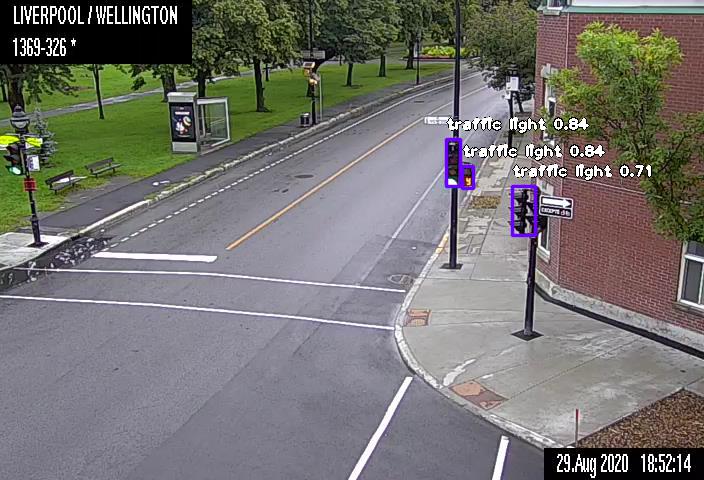 LIVERPOOL / WELLINGTON
1369-326 *
traffic light 0.84
traffic light 0.84
traffic light 0.71
29.Aug 2020 18:52:14